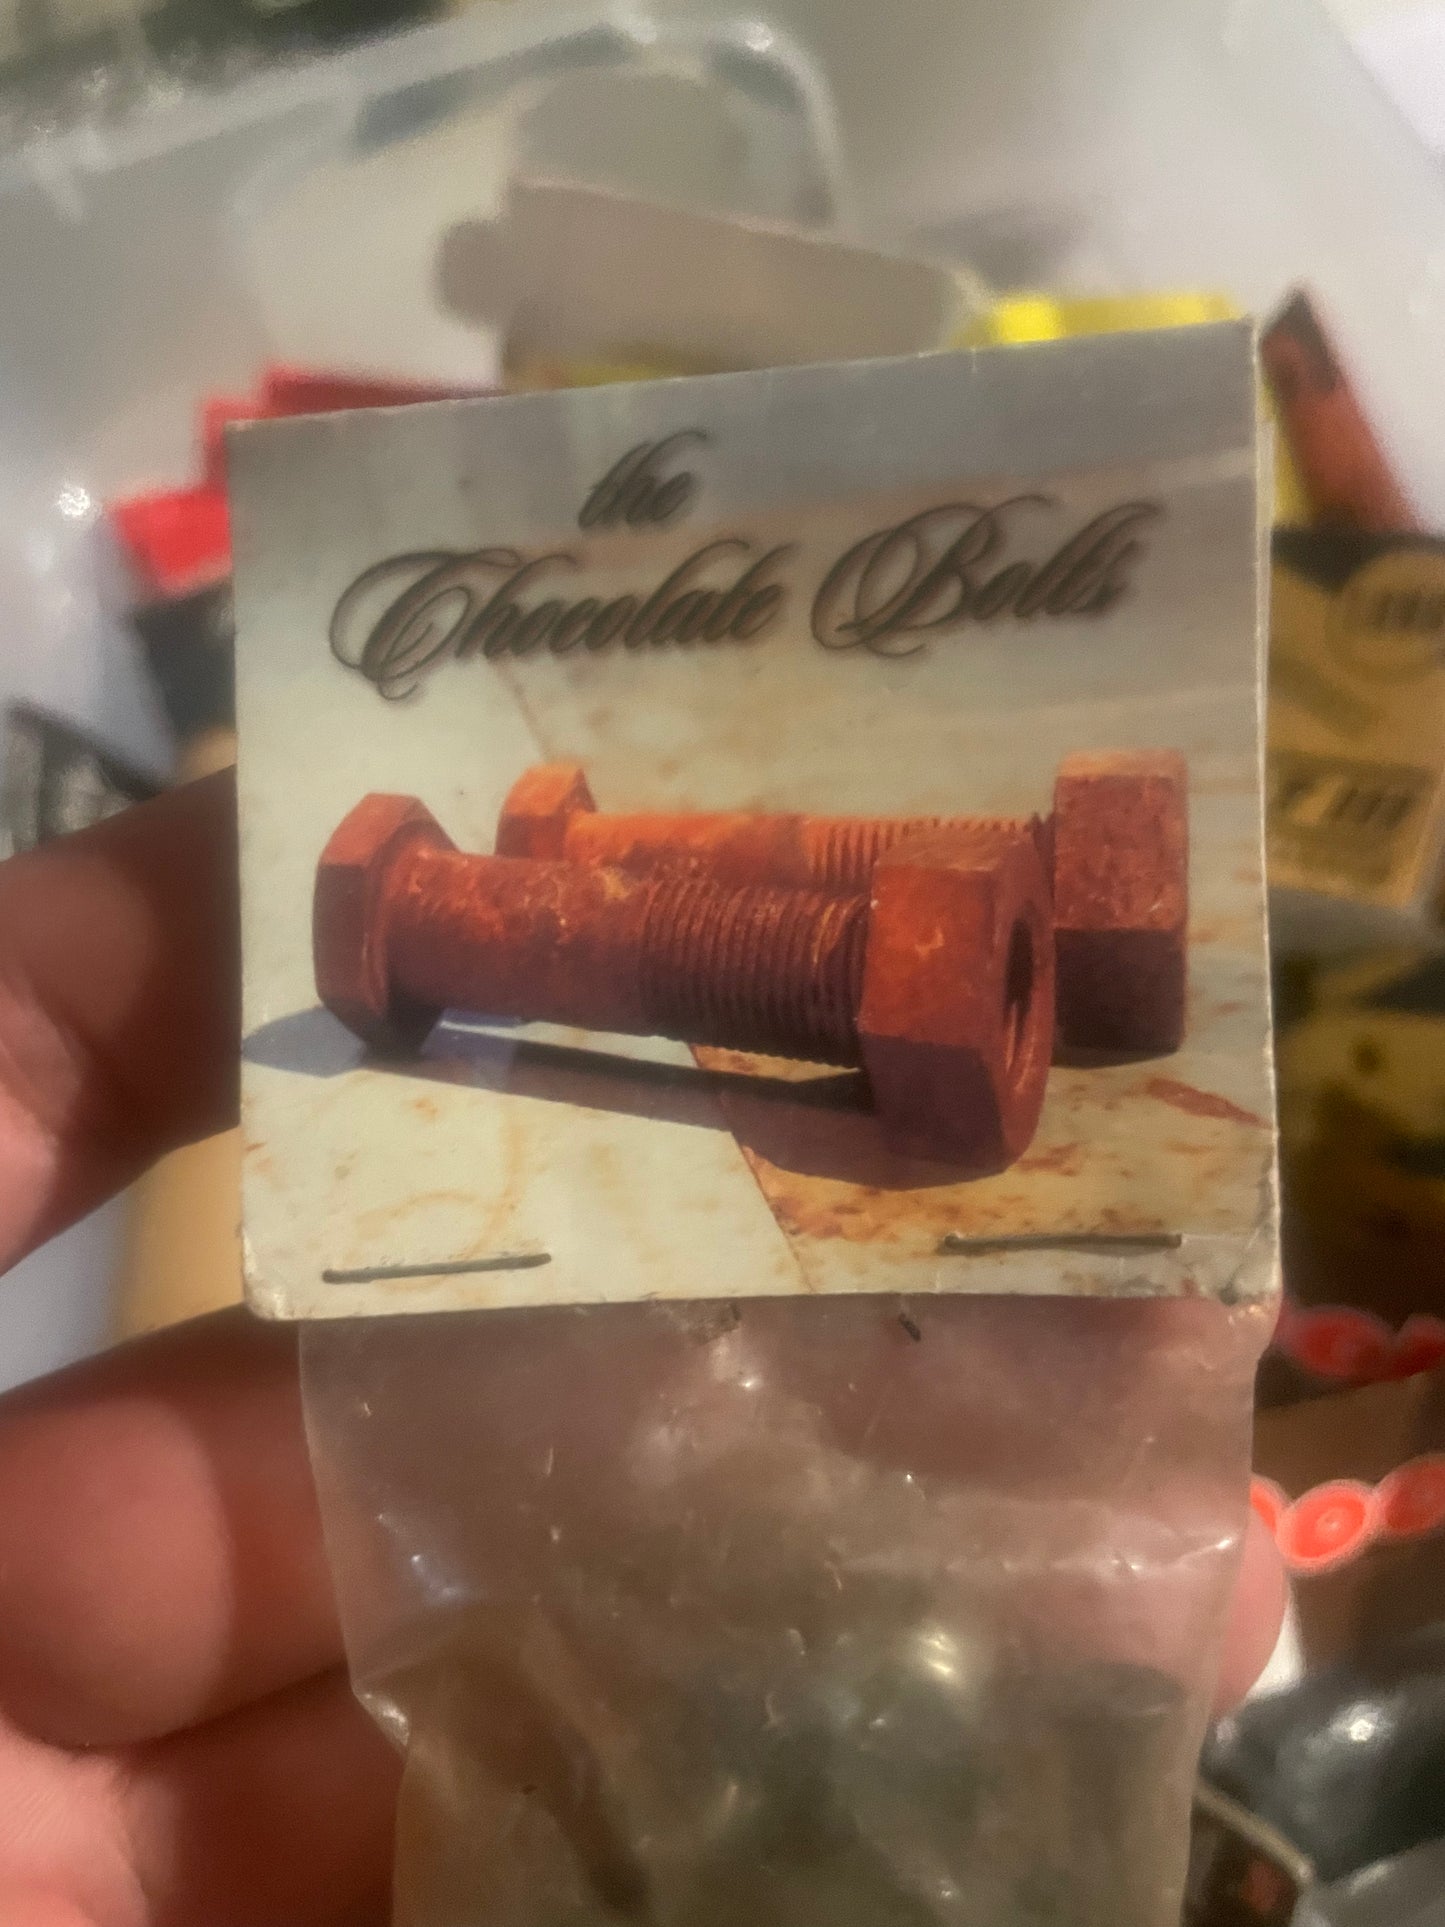 the
Chocolate Bolts